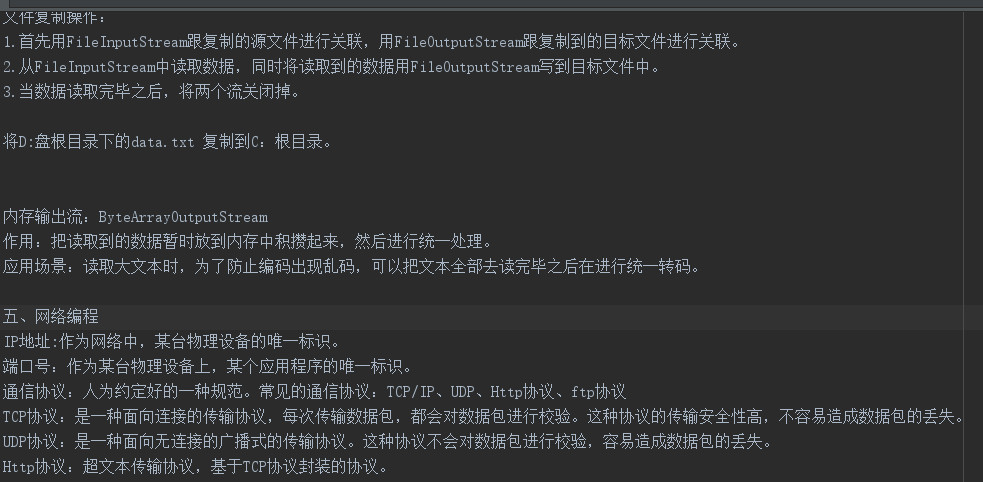 文件复制操作：
1.首先用FileInputStream跟复制的源文件进行关联，用FileOutputStream跟复制到的目标文件进行关联。
2.从FileInputStream中读取数据，同时将读取到的数据用FileOutputStream写到目标文件中。
3.当数据读取完毕之后，将两个流关闭掉。
将D:盘根目录下的data.txt 复制到C：根目录。
内存输出流：ByteArrayOutputStream
作用：把读取到的数据暂时放到内存中积攒起来，然后进行统一处理。
应用场景：读取大文本时，为了防止编码出现乱码，可以把文本全部去读完毕之后在进行统一转码。
五、网络编程
IP地址:作为网络中，某台物理设备的唯一标识。
端口号：作为某台物理设备上，某个应用程序的唯一标识。
通信协议：人为约定好的一种规范。常见的通信协议：TCP/IP、UDP、Http协议、ftp协议
TCP协议：是一种面向连接的传输协议，每次传输数据包，都会对数据包进行校验。这种协议的传输安全性高，不容易造成数据包的丢失。
UDP协议：是一种面向无连接的广播式的传输协议。这种协议不会对数据包进行校验，容易造成数据包的丢失。
Http协议：超文本传输协议，基于TCP协议封装的协议。